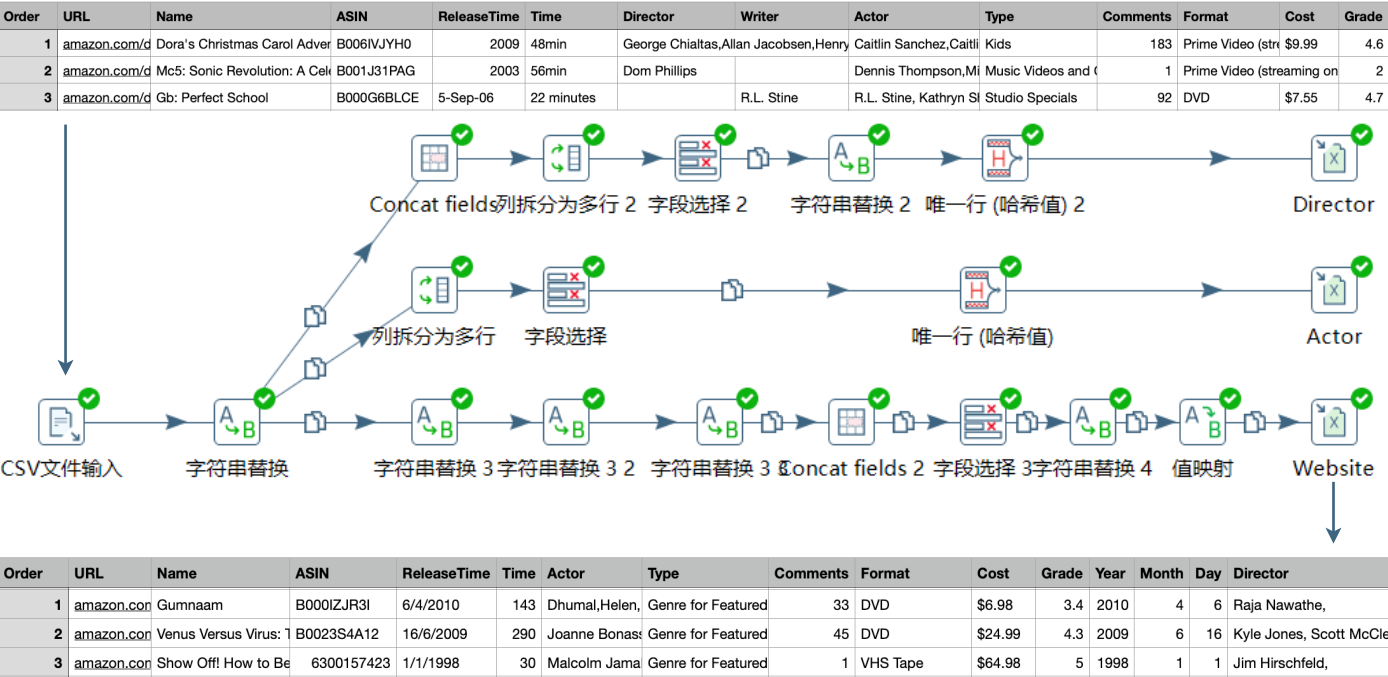 Order URL Name ASIN ReleaseTime Time Director Writer Actor Type Comments Format Cost Grade
1 amazon.com/d Dora's Christmas Carol Adver B006IVJYH0 2009 48min George Chialtas,Allan Jacobsen,Henry Caitlin Sanchez,Caitli Kids 183 Prime Video (stre $9.99 4.6
2 amazon.com/d Mc5: Sonic Revolution: A Cele B001J31PAG 2003 56min Dom Phillips Dennis Thompson,Mi Music Videos and 1 Prime Video (streaming on 2
3 amazon.com/d Gb: Perfect School B000G6BLCE 5-Sep-06 22 minutes R.L. Stine R.L. Stine, Kathryn Sl Studio Specials 92 DVD $7.55 4.7
Concat fields 列拆分为多行 2 字段选择 2 字符串替换 2 唯一行 (哈希值) 2 Director
列拆分为多行 字段选择 唯一行 (哈希值) Actor
CSV文件输入 字符串替换 字符串替换 3 字符串替换 3 2 字符串替换 3 Concat fields 2 字段选择 3 字符串替换 4 值映射 Website
Order URL Name ASIN ReleaseTime Time Actor Type Comments Format Cost Grade Year Month Day Director
1 amazon.con Gumnaam B000IZJR3I 6/4/2010 143 Dhumal,Helen, Genre for Featured 33 DVD $6.98 3.4 2010 4 6 Raja Nawathe,
2 amazon.con Venus Versus Virus: T B0023S4A12 16/6/2009 290 Joanne Bonass Genre for Featured 45 DVD $24.99 4.3 2009 6 16 Kyle Jones, Scott McCle
3 amazon.con Show Off! How to Be 6300157423 1/1/1998 30 Malcolm Jama Genre for Featured 1 VHS Tape $64.98 5 1998 1 1 Jim Hirschfeld,